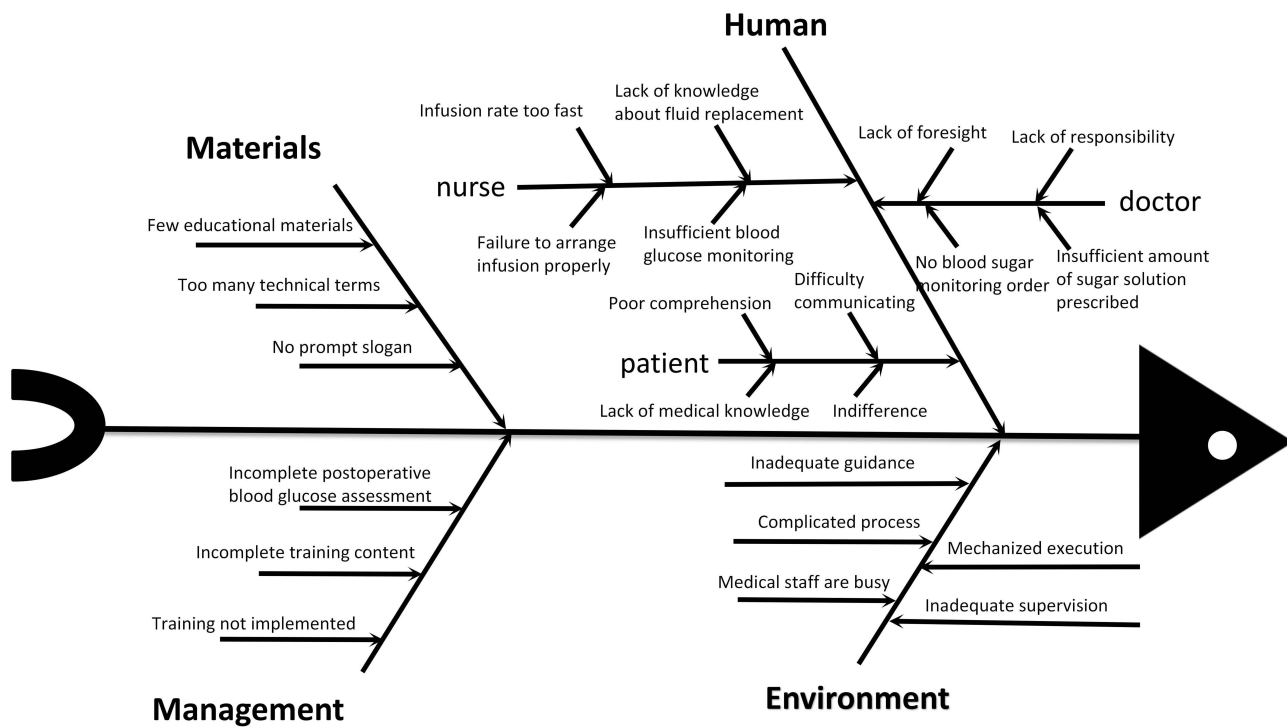 Human
Materials
Infusion rate too fast
Lack of knowledge
about fluid replacement
Lack of foresight
Lack of responsibility
nurse
doctor
Failure to arrange
infusion properly
Insufficient blood
glucose monitoring
No blood sugar
monitoring order
Insufficient amount
of sugar solution
prescribed
Few educational materials
Too many technical terms
No prompt slogan
Poor comprehension
Difficulty
communicating
patient
Lack of medical knowledge
Indifference
Incomplete postoperative
blood glucose assessment
Incomplete training content
Training not implemented
Management
Inadequate guidance
Complicated process
Medical staff are busy
Mechanized execution
Inadequate supervision
Environment